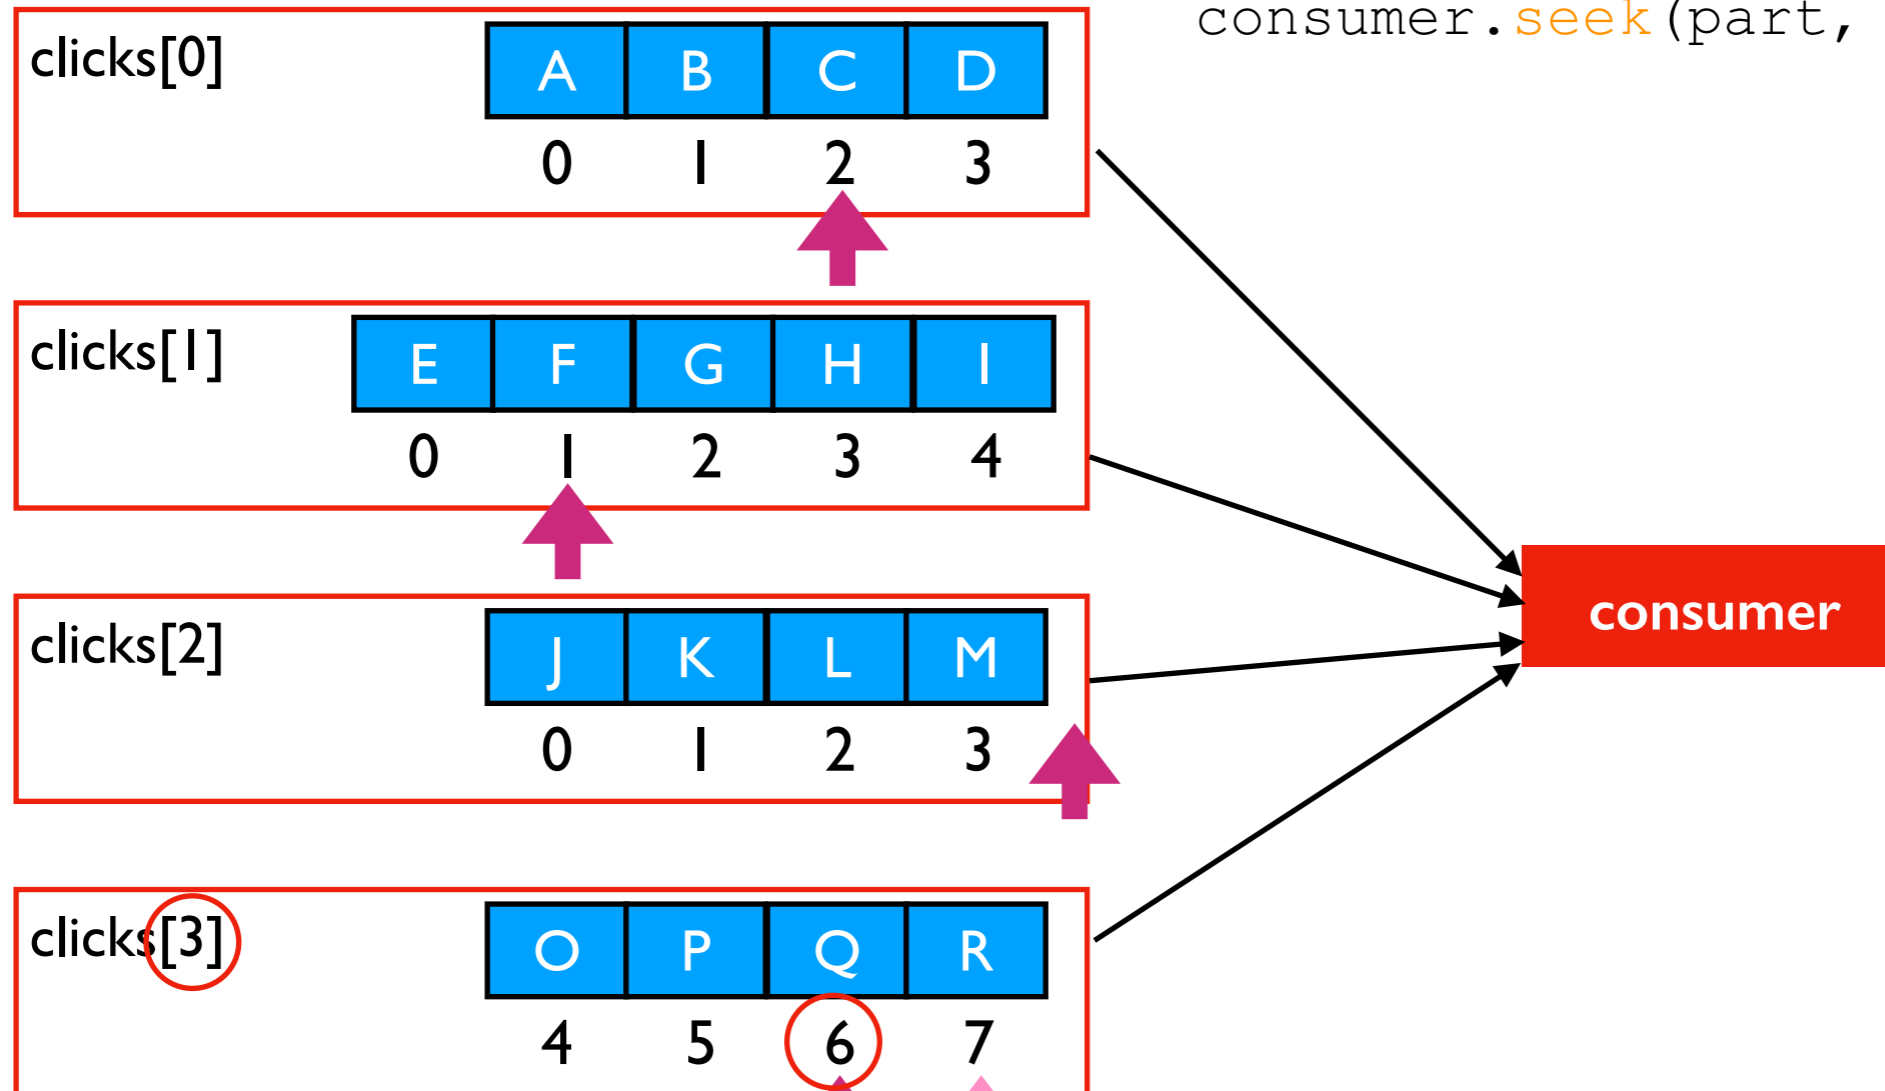 consumer.seek(part,
clicks[0]
A B C D
0 1 2 3
clicks[1]
E F G H I
0 1 2 3 4
consumer
clicks[2]
J K L M
0 1 2 3
clicks[3]
O P Q R
4 5 6 7